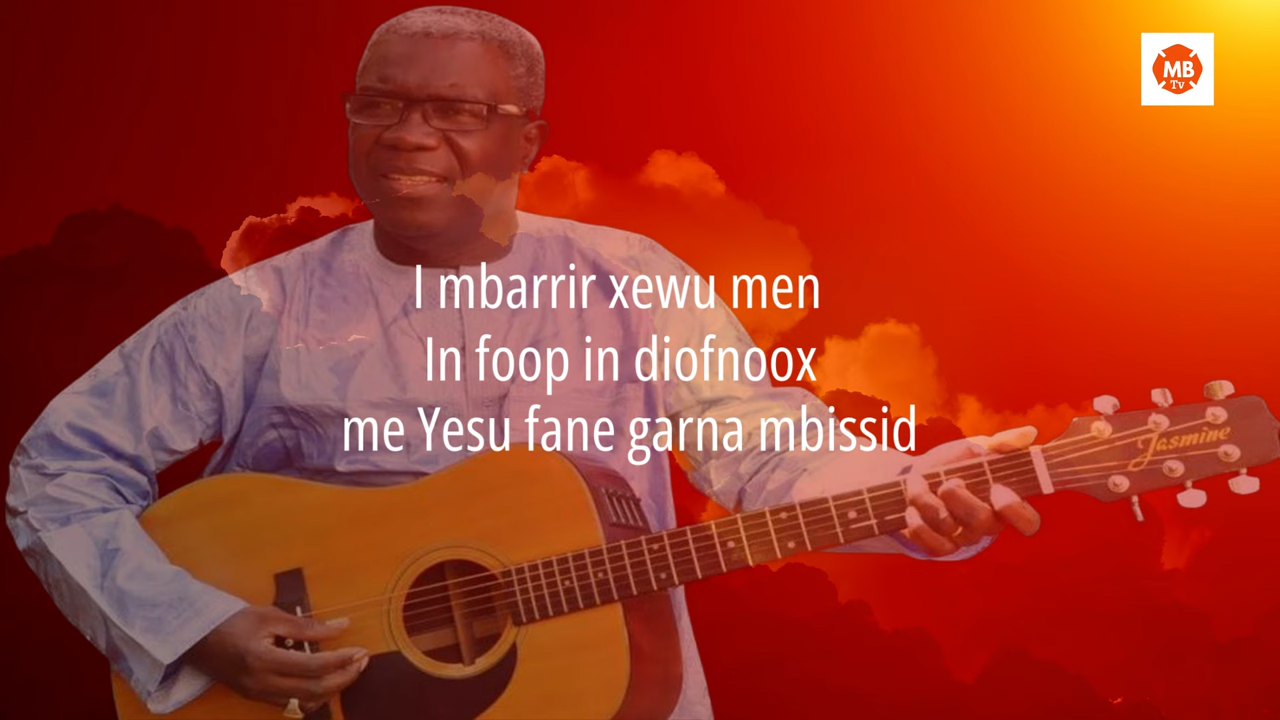 MB
Tv
I mbarrir xewu men
In foop in diofnoox
me Yesu fane garna mbissid
Jasmine